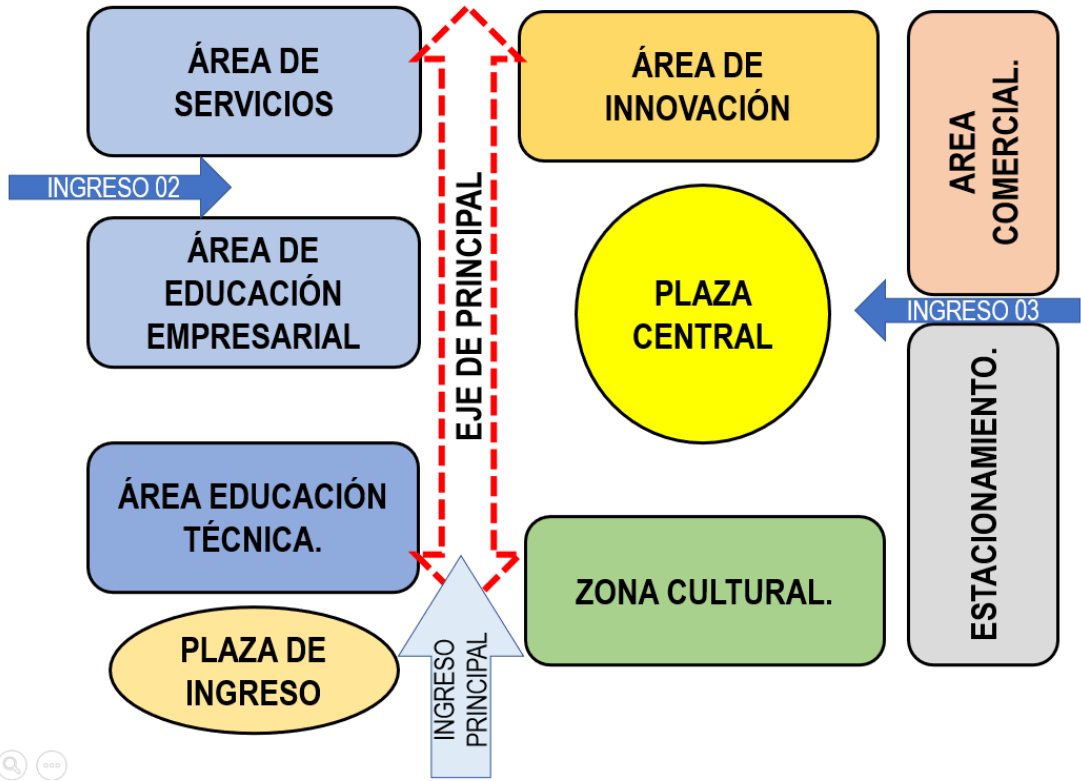 ÁREA DE
SERVICIOS
ÁREA DE
INNOVACIÓN
AREA
COMERCIAL.
INGRESO 02
EJE DE PRINCIPAL
ÁREA DE
EDUCACIÓN
EMPRESARIAL
PLAZA
CENTRAL
INGRESO 03
ESTACIONAMIENTO.
ÁREA EDUCACIÓN
TÉCNICA.
ZONA CULTURAL.
PLAZA DE
INGRESO
INGRESO
PRINCIPAL